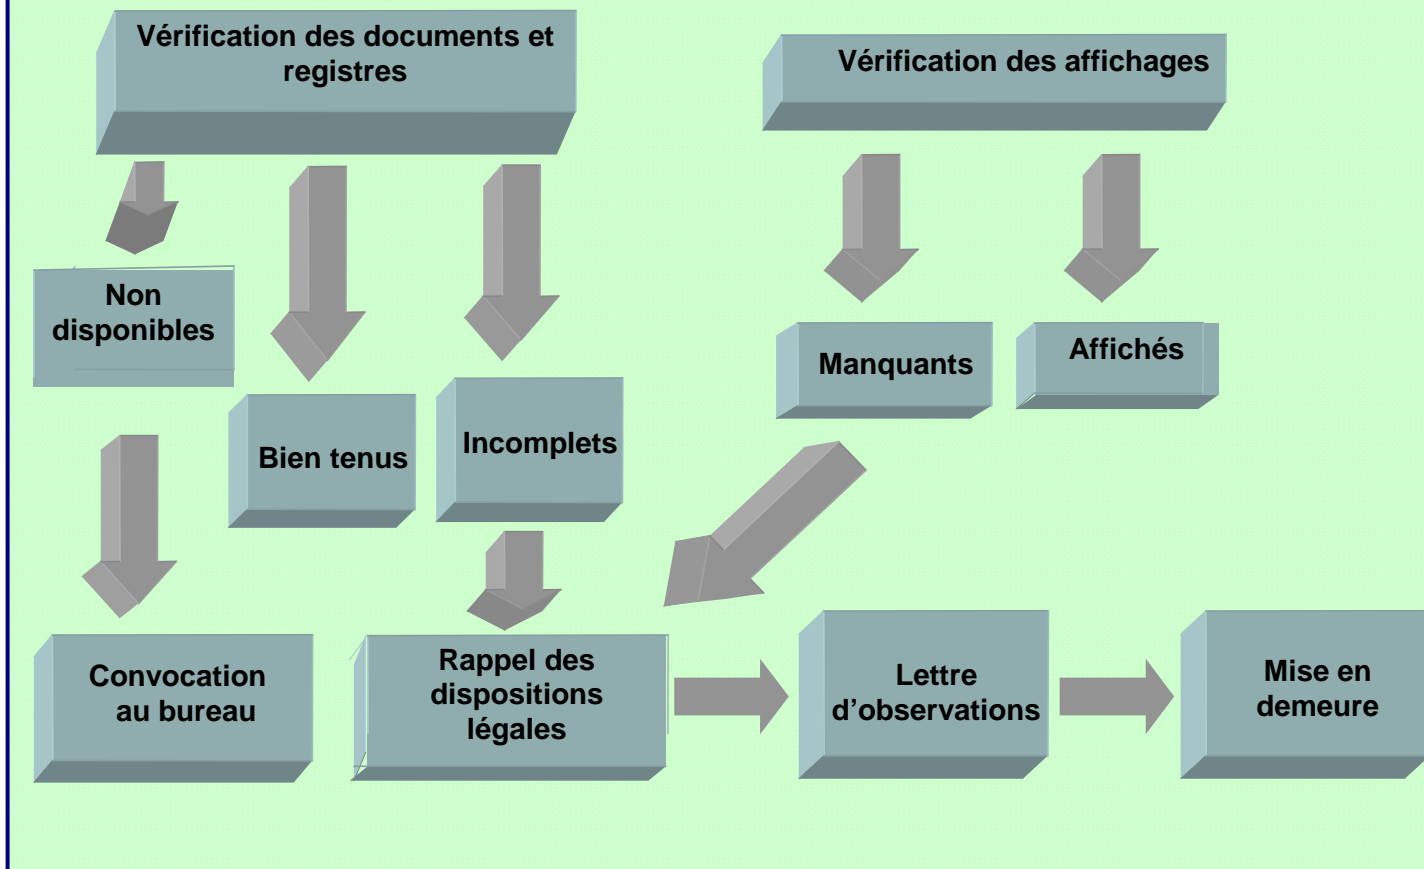 Vérification des documents et
registres
Vérification des affichages
Non
disponibles
Bien tenus
Incomplets
Manquants
Affichés
Convocation
au bureau
Rappel des
dispositions
légales
Lettre
d’observations
Mise en
demeure